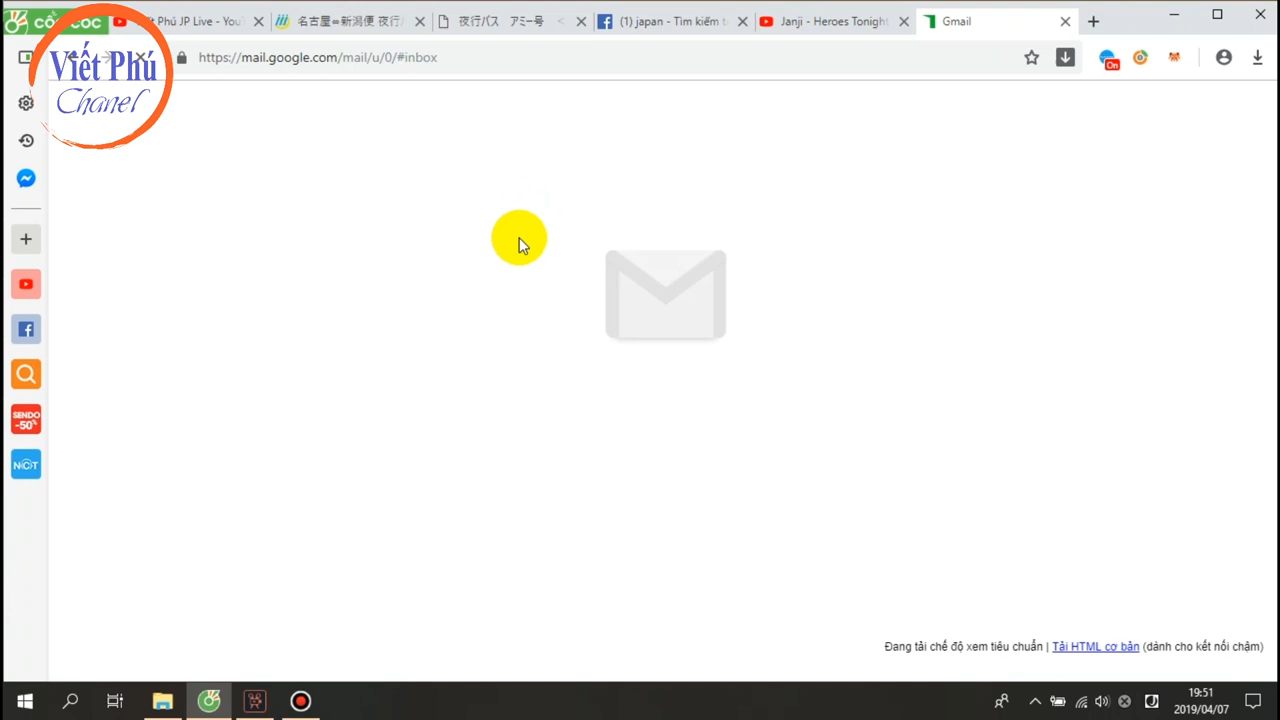 cốc cốc
t Phú JP Live - You
名古屋⇔新潟便 夜行バ
夜行バス アミー号 <
(1) japan - Tìm kiếm t
Janji - Heroes Tonight
Gmail
https://mail.google.com/mail/u/0/#inbox
On
Viết Phú
Chanel
SENDO
-50%
NCT
Đang tải chế độ xem tiêu chuẩn | Tải HTML cơ bản (dành cho kết nối chậm)
19:51
2019/04/07